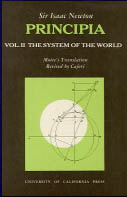 Sir Isaac Newton
PRINCIPIA
VOL. II THE SYSTEM OF THE WORLD
Motte's Translation
Revised by Cajori
UNIVERSITY OF CALIFORNIA PRESS